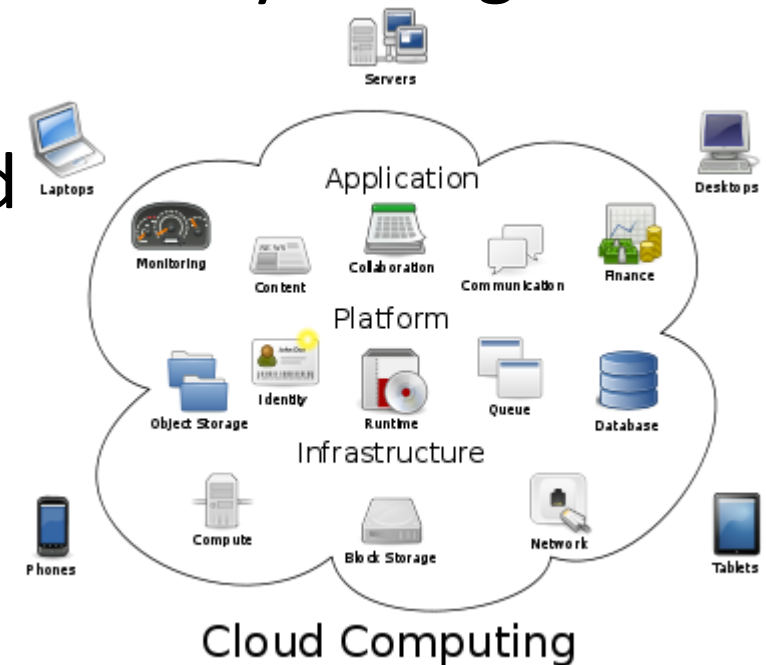 Servers
Laptops
Desktops
Application
Monitoring
Content
Collaboration
Communication
Finance
Platform
Object Storage
Identity
Runtime
Queue
Database
Infrastructure
Compute
Block Storage
Network
Phones
Tablets
Cloud Computing